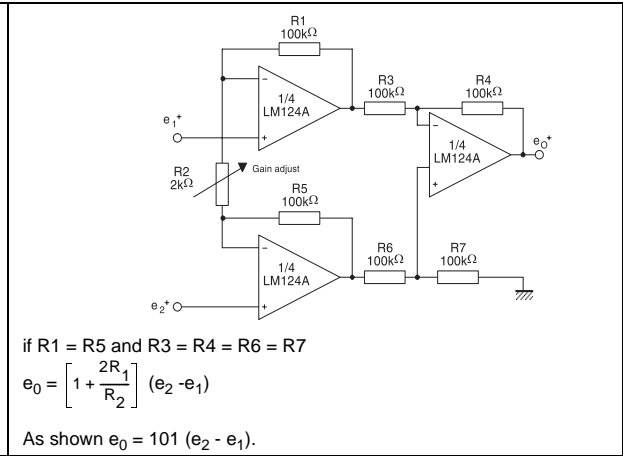 R1
100kΩ
R3
100kΩ
R4
100kΩ
1/4
LM124A
e1+
eO+
1/4
LM124A
R2
2kΩ
Gain adjust
R5
100kΩ
R6
100kΩ
R7
100kΩ
1/4
LM124A
e2+
if R1 = R5 and R3 = R4 = R6 = R7
e0 = [1 + 2R1/R2] (e2 -e1)
As shown e0 = 101 (e2 - e1).